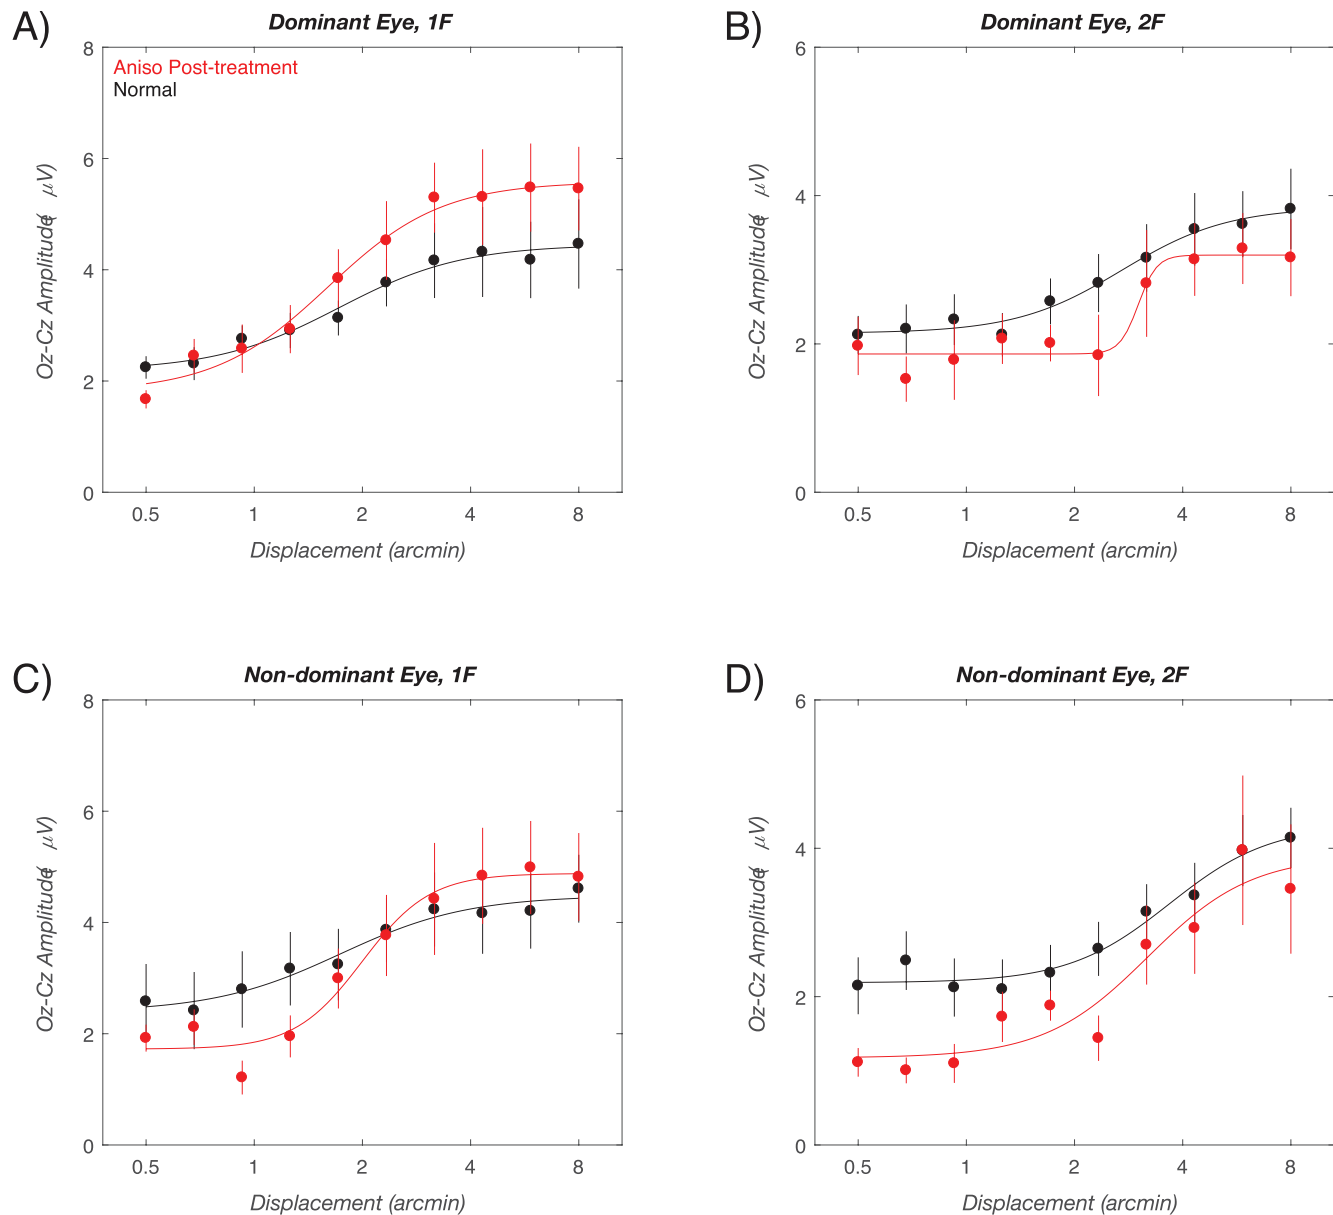 A)
Dominant Eye, 1F
Aniso Post-treatment
Normal
8
6
4
2
0
Oz-Cz Amplitude( μV)
0.5 1 2 4 8
Displacement (arcmin)
B)
Dominant Eye, 2F
6
4
2
0
Oz-Cz Amplitude( μV)
0.5 1 2 4 8
Displacement (arcmin)
C)
Non-dominant Eye, 1F
8
6
4
2
0
Oz-Cz Amplitude( μV)
0.5 1 2 4 8
Displacement (arcmin)
D)
Non-dominant Eye, 2F
6
4
2
0
Oz-Cz Amplitude( μV)
0.5 1 2 4 8
Displacement (arcmin)